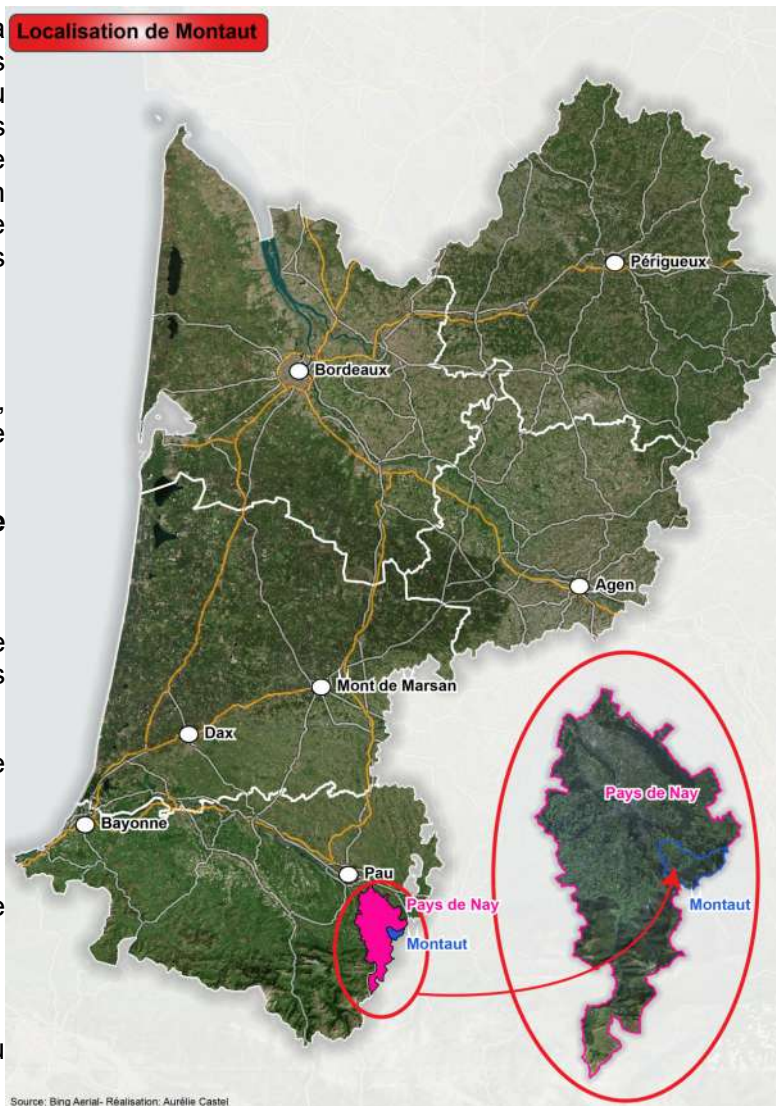 Localisation de Montaut
Périgueux
Bordeaux
Agen
Mont de Marsan
Dax
Bayonne
Pau
Pays de Nay
Montaut
Pays de Nay
Montaut
Source: Bing Aerial- Réalisation: Aurélie Castel